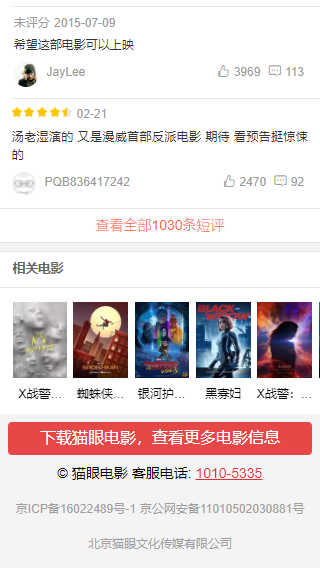 未评分 2015-07-09
希望这部电影可以上映
JayLee 3969 113
02-21
汤老湿演的 又是漫威首部反派电影 期待 看预告挺惊悚
的
PQB836417242 2470 92
查看全部1030条短评
相关电影
BLACK WIDOW
X战警... 蜘蛛侠... 银河护... 黑寡妇 X战警：...
下载猫眼电影，查看更多电影信息
© 猫眼电影 客服电话: 1010-5335
京ICP备16022489号-1 京公网安备11010502030881号
北京猫眼文化传媒有限公司